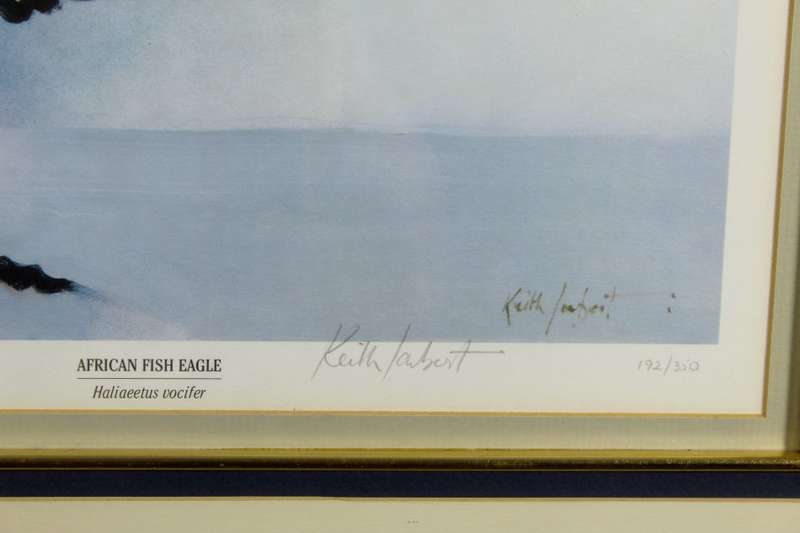 Keith Joubert
AFRICAN FISH EAGLE
Haliaeetus vocifer
Keith Joubert
192/350